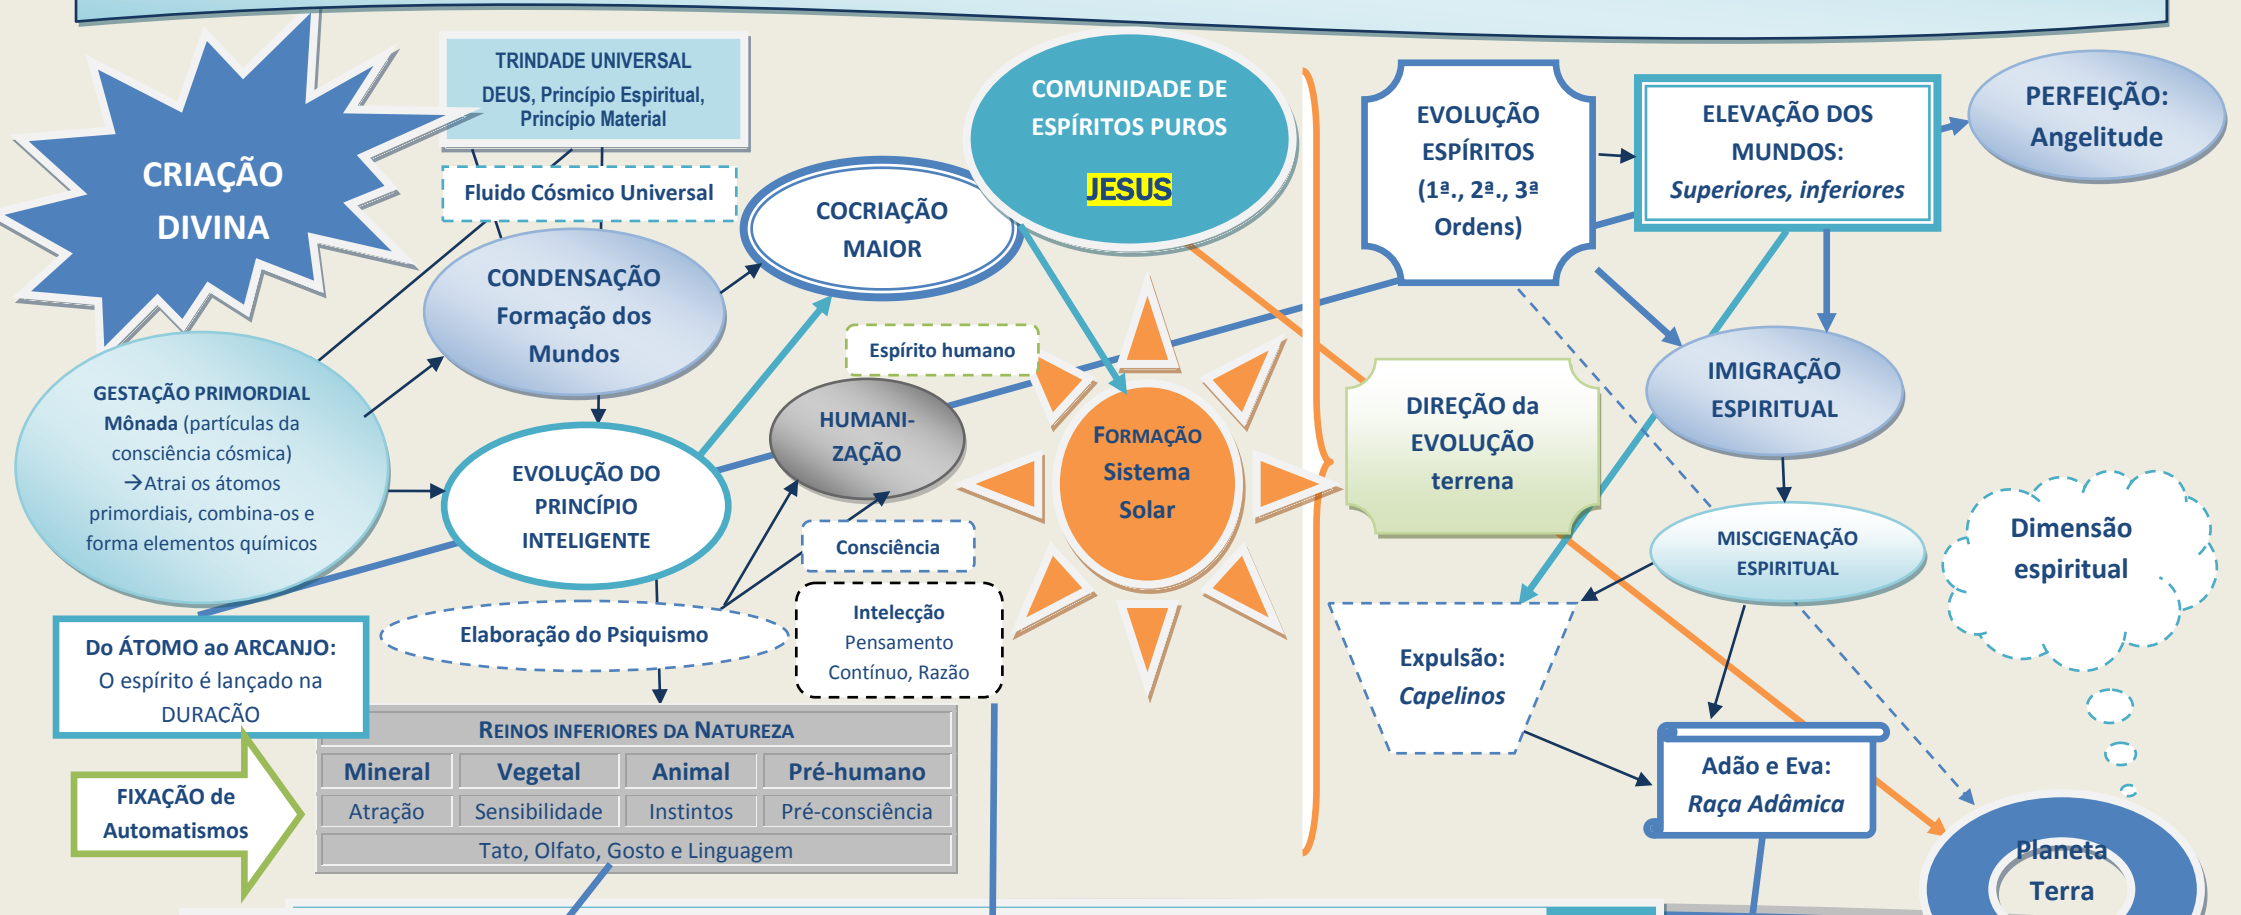 CRIAÇÃO
DIVINA
TRINDADE UNIVERSAL
DEUS, Princípio Espiritual,
Princípio Material
Fluido Cósmico Universal
CONDENSAÇÃO
Formação dos
Mundos
COCRIAÇÃO
MAIOR
COMUNIDADE DE
ESPÍRITOS PUROS
JESUS
GESTAÇÃO PRIMORDIAL
Mônada (partículas da
consciência cósmica)
→Atrai os átomos
primordiais, combina-os e
forma elementos químicos
EVOLUÇÃO DO
PRINCÍPIO
INTELIGENTE
Espírito humano
HUMANI-
ZAÇÃO
Consciência
Intelecção
Pensamento
Contínuo, Razão
Elaboração do Psiquismo
FORMAÇÃO
Sistema
Solar
Do ÁTOMO ao ARCANJO:
O espírito é lançado na
DURAÇÃO
FIXAÇÃO de
Automatismos
REINOS INFERIORES DA NATUREZA
Mineral Vegetal Animal Pré-humano
Atração Sensibilidade Instintos Pré-consciência
Tato, Olfato, Gosto e Linguagem
EVOLUÇÃO
ESPÍRITOS
(1ª., 2ª., 3ª
Ordens)
ELEVAÇÃO DOS
MUNDOS:
Superiores, inferiores
PERFEIÇÃO:
Angelitude
DIREÇÃO da
EVOLUÇÃO
terrena
IMIGRAÇÃO
ESPIRITUAL
MISCIGENAÇÃO
ESPIRITUAL
Dimensão
espiritual
Expulsão:
Capelinos
Adão e Eva:
Raça Adâmica
Planeta
Terra